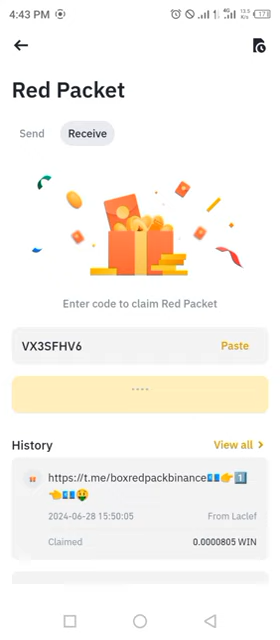 4:43 PM
Red Packet
Send Receive
Enter code to claim Red Packet
VX3SFHV6 Paste
History View all >
https://t.me/boxredpackbinance💶👉1️⃣
👈💶🤑
2024-06-28 15:50:05 From Laclef
Claimed 0.0000805 WIN